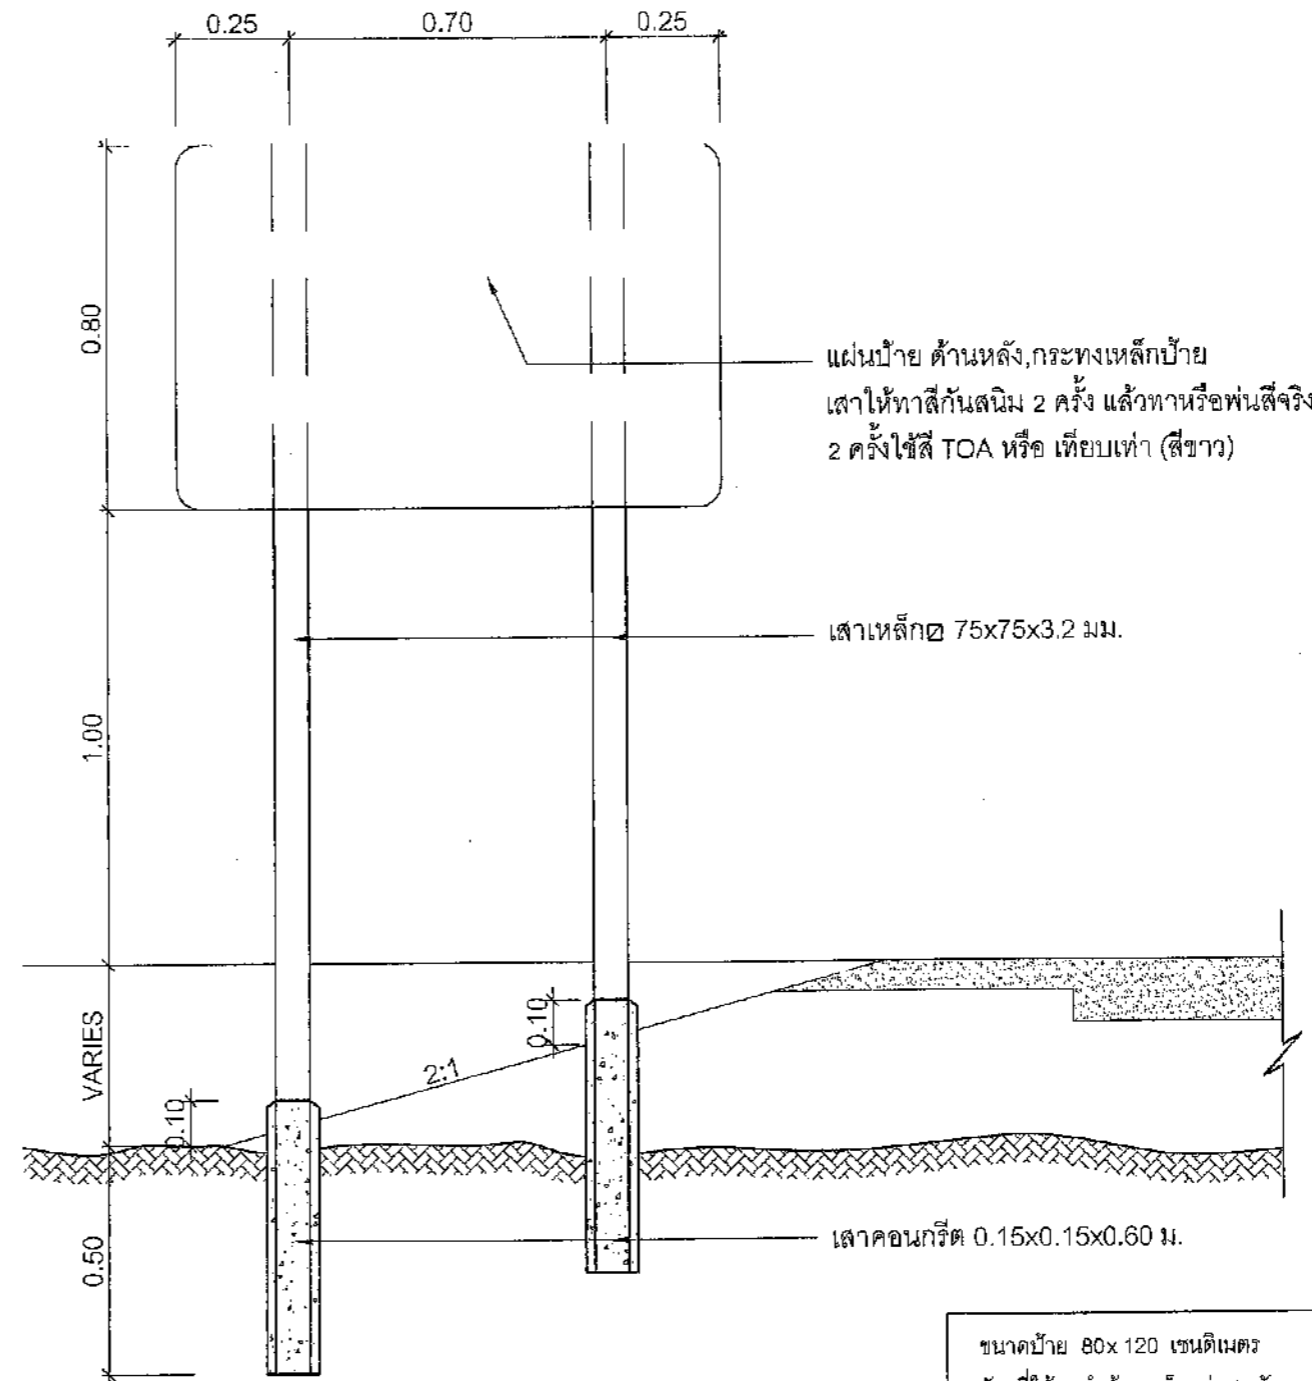 0.25 0.70 0.25
0.80
แผ่นป้าย ด้านหลัง,กระทงเหล็กป้าย
เสาให้ทาสีกันสนิม 2 ครั้ง แล้วทาหรือพ่นสีจริง
2 ครั้งใช้สี TOA หรือ เทียบเท่า (สีขาว)
เสาเหล็ก 75x75x3.2 มม.
1.00
VARIES
0.10
2:1
0.10
0.50
เสาคอนกรีต 0.15x0.15x0.60 ม.
ขนาดป้าย 80x120 เซนติเมตร